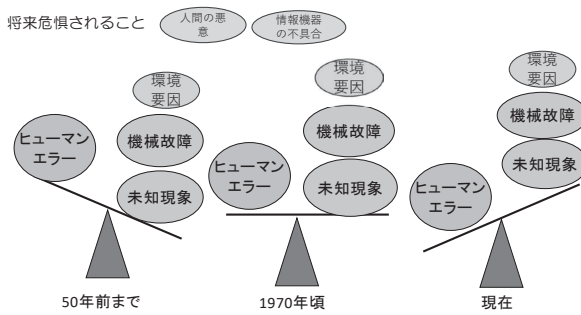 将来危惧されること
人間の悪
意
情報機器
の不具合
環境
要因
ヒューマン
エラー
機械故障
未知現象
環境
要因
ヒューマン
エラー
機械故障
未知現象
環境
要因
機械故障
ヒューマン
エラー
未知現象
50年前まで
1970年頃
現在